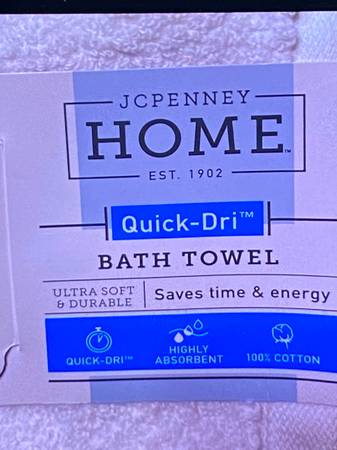 JCPENNEY
HOME™
EST. 1902
Quick-Dri™
BATH TOWEL
ULTRA SOFT
& DURABLE
Saves time & energy
QUICK-DRI™
HIGHLY
ABSORBENT
100% COTTON